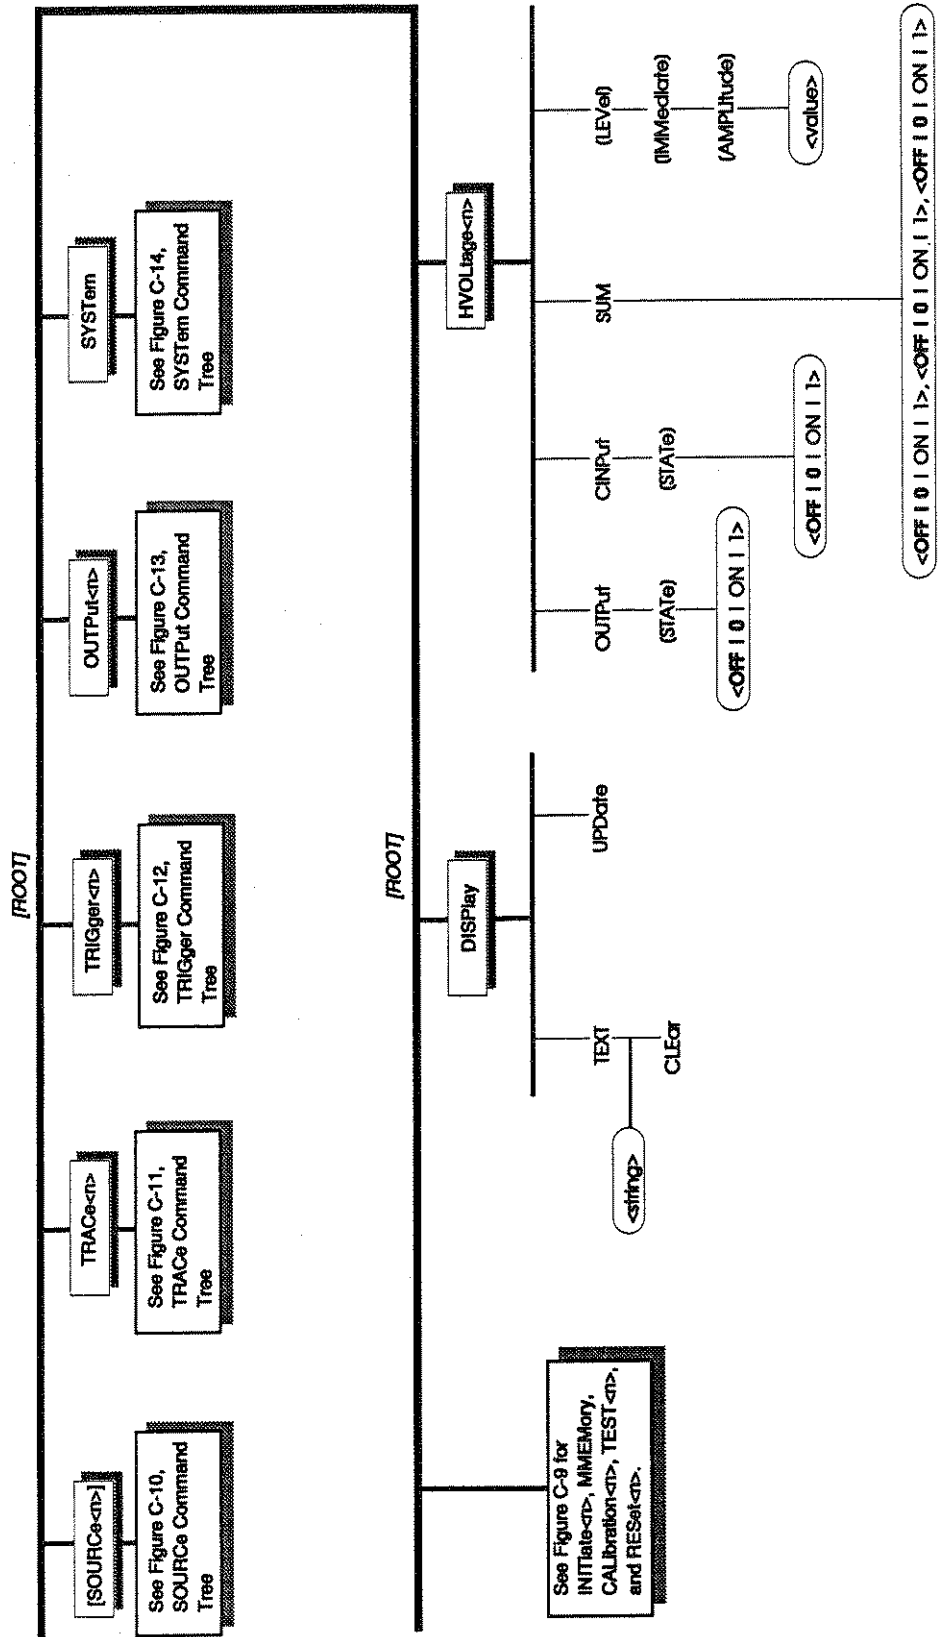 [ROOT]
[SOURCe<n>]
See Figure C-10,
SOURCe Command
Tree
TRACe<n>
See Figure C-11,
TRACe Command
Tree
TRIGger<n>
See Figure C-12,
TRIGger Command
Tree
OUTPut<n>
See Figure C-13,
OUTPut Command
Tree
SYSTem
See Figure C-14,
SYSTem Command
Tree
[ROOT]
See Figure C-9 for
INITiate<n>, MMEMory,
CALibration<n>, TEST<n>,
and RESet<n>.
DISPlay
TEXT
<string>
CLEar
UPDate
HVOLtage<n>
OUTPut
(STATe)
<OFF | 0 | ON | 1>
CINPut
(STATe)
<OFF | 0 | ON | 1>
SUM
<OFF | 0 | ON | 1>, <OFF | 0 | ON | 1>, <OFF | 0 | ON | 1>
(LEVel)
(IMMediate)
(AMPLitude)
<value>